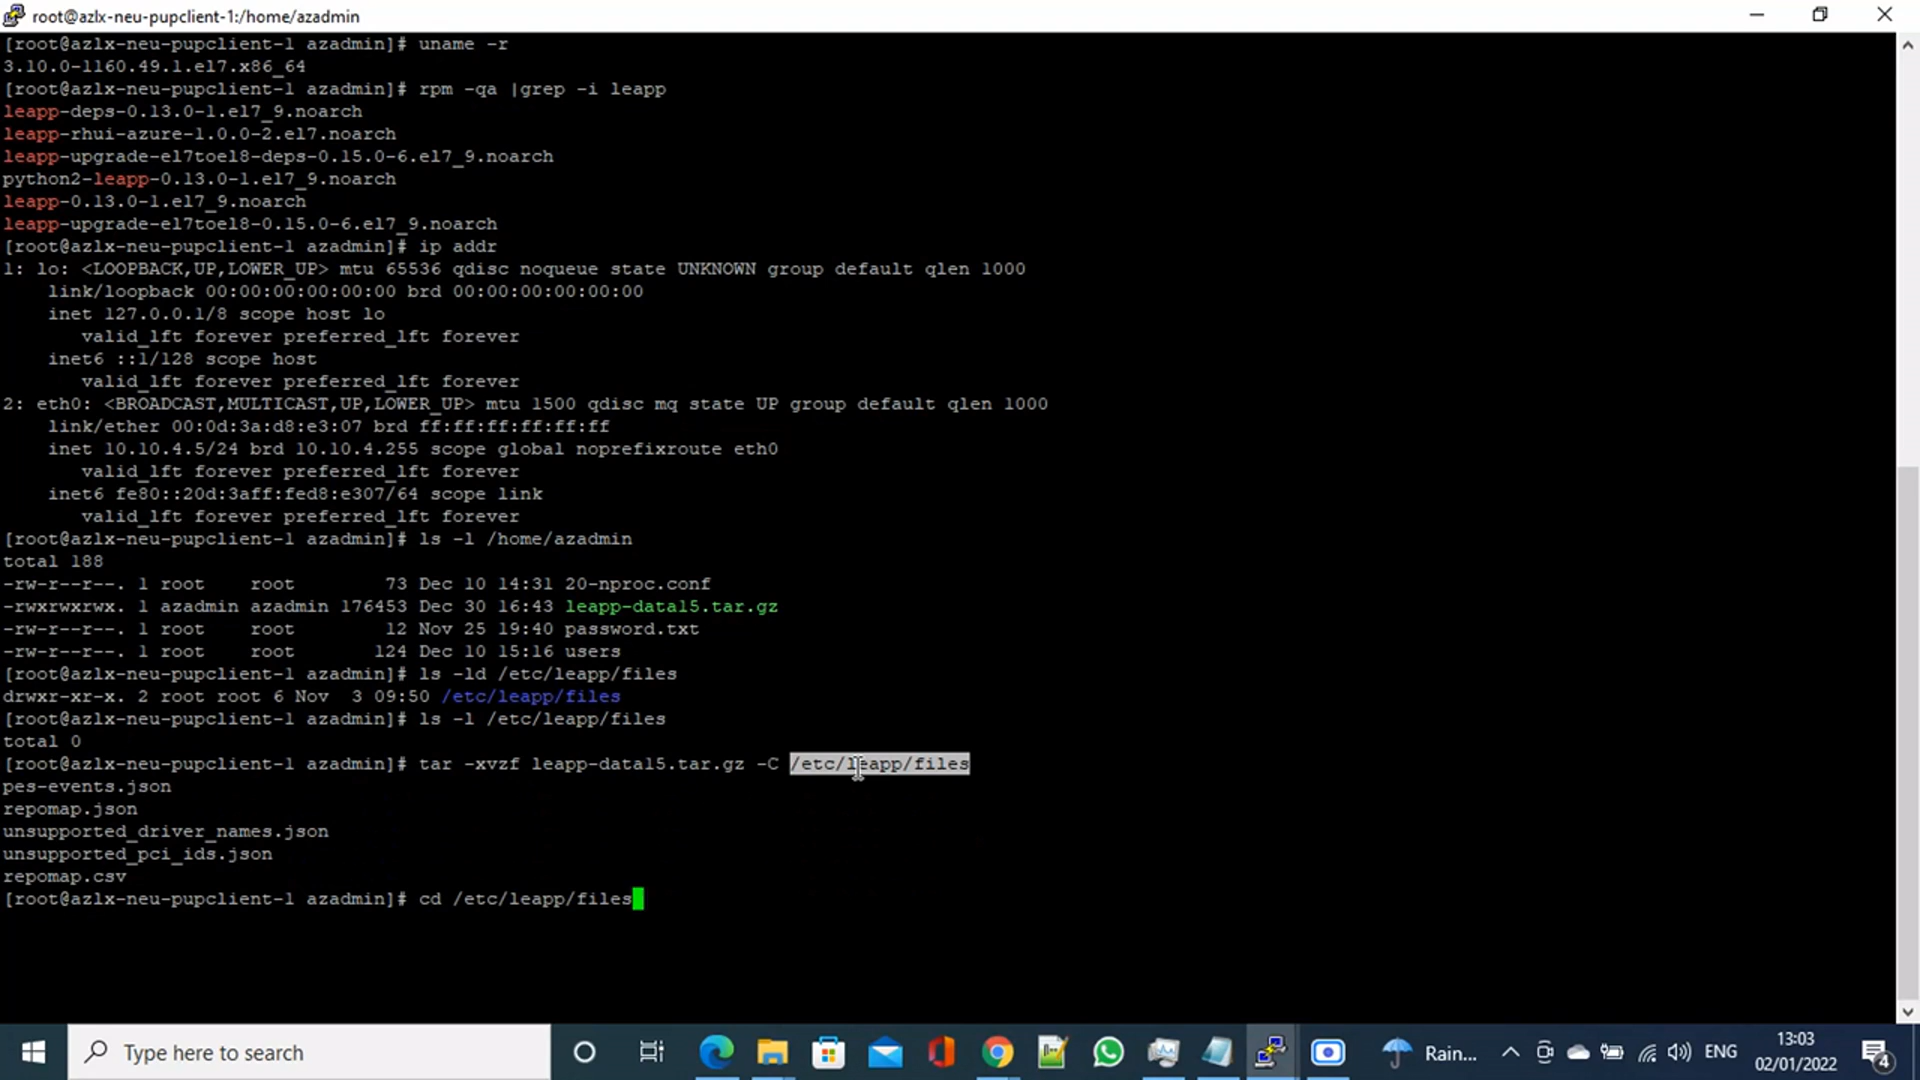 root@azlx-neu-pupclient-1:/home/azadmin
[root@azlx-neu-pupclient-1 azadmin]# uname -r
3.10.0-1160.49.1.el7.x86_64
[root@azlx-neu-pupclient-1 azadmin]# rpm -qa |grep -i leapp
leapp-deps-0.13.0-1.el7_9.noarch
leapp-rhui-azure-1.0.0-2.el7.noarch
leapp-upgrade-el7toel8-deps-0.15.0-6.el7_9.noarch
python2-leapp-0.13.0-1.el7_9.noarch
leapp-0.13.0-1.el7_9.noarch
leapp-upgrade-el7toel8-0.15.0-6.el7_9.noarch
[root@azlx-neu-pupclient-1 azadmin]# ip addr
1: lo: <LOOPBACK,UP,LOWER_UP> mtu 65536 qdisc noqueue state UNKNOWN group default qlen 1000
link/loopback 00:00:00:00:00:00 brd 00:00:00:00:00:00
inet 127.0.0.1/8 scope host lo
valid_lft forever preferred_lft forever
inet6 ::1/128 scope host
valid_lft forever preferred_lft forever
2: eth0: <BROADCAST,MULTICAST,UP,LOWER_UP> mtu 1500 qdisc mq state UP group default qlen 1000
link/ether 00:0d:3a:d8:e3:07 brd ff:ff:ff:ff:ff:ff
inet 10.10.4.5/24 brd 10.10.4.255 scope global noprefixroute eth0
valid_lft forever preferred_lft forever
inet6 fe80::20d:3aff:fed8:e307/64 scope link
valid_lft forever preferred_lft forever
[root@azlx-neu-pupclient-1 azadmin]# ls -l /home/azadmin
total 188
-rw-r--r--. 1 root root 73 Dec 10 14:31 20-nproc.conf
-rwxrwxrwx. 1 azadmin azadmin 176453 Dec 30 16:43 leapp-data15.tar.gz
-rw-r--r--. 1 root root 12 Nov 25 19:40 password.txt
-rw-r--r--. 1 root root 124 Dec 10 15:16 users
[root@azlx-neu-pupclient-1 azadmin]# ls -ld /etc/leapp/files
drwxr-xr-x. 2 root root 6 Nov 3 09:50 /etc/leapp/files
[root@azlx-neu-pupclient-1 azadmin]# ls -l /etc/leapp/files
total 0
[root@azlx-neu-pupclient-1 azadmin]# tar -xvzf leapp-data15.tar.gz -C /etc/leapp/files
pes-events.json
repomap.json
unsupported_driver_names.json
unsupported_pci_ids.json
repomap.csv
[root@azlx-neu-pupclient-1 azadmin]# cd /etc/leapp/files
Type here to search
Rain...
ENG
13:03
02/01/2022
4